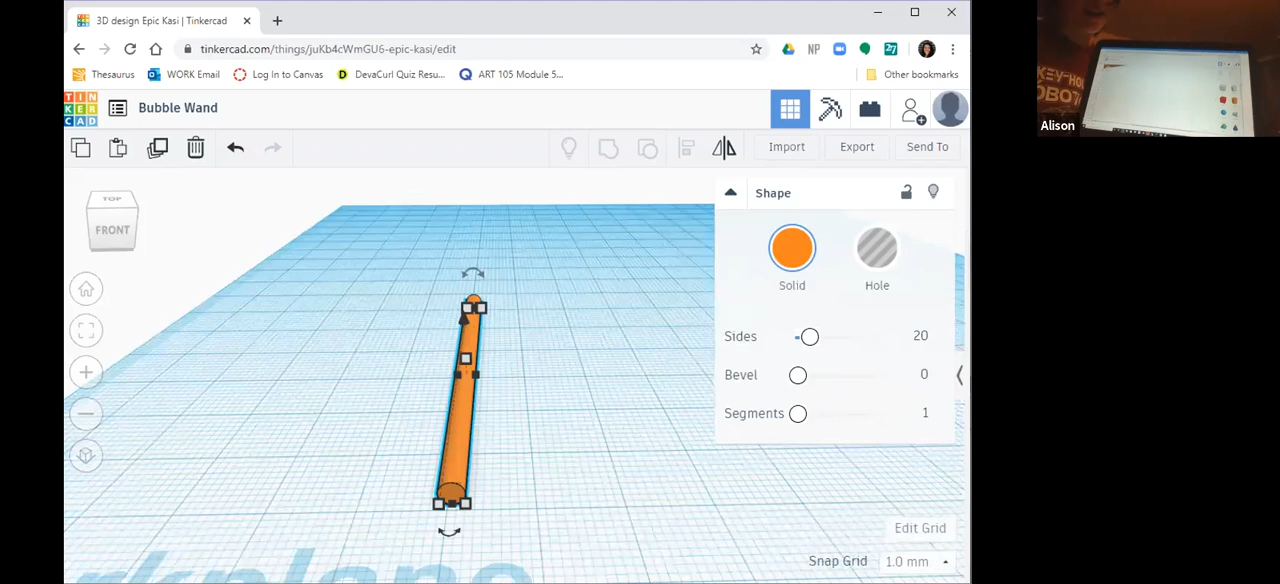 3D design Epic Kasi | Tinkercad
tinkercad.com/things/juKb4cWmGU6-epic-kasi/edit
NP
27
Thesaurus
WORK Email
Log In to Canvas
D
DevaCurl Quiz Resu...
Q
ART 105 Module 5...
Other bookmarks
TIN
KER
CAD
Bubble Wand
Import
Export
Send To
TOP
FRONT
Shape
Solid
Hole
Sides
20
Bevel
0
Segments
1
Edit Grid
Snap Grid
1.0 mm
Alison